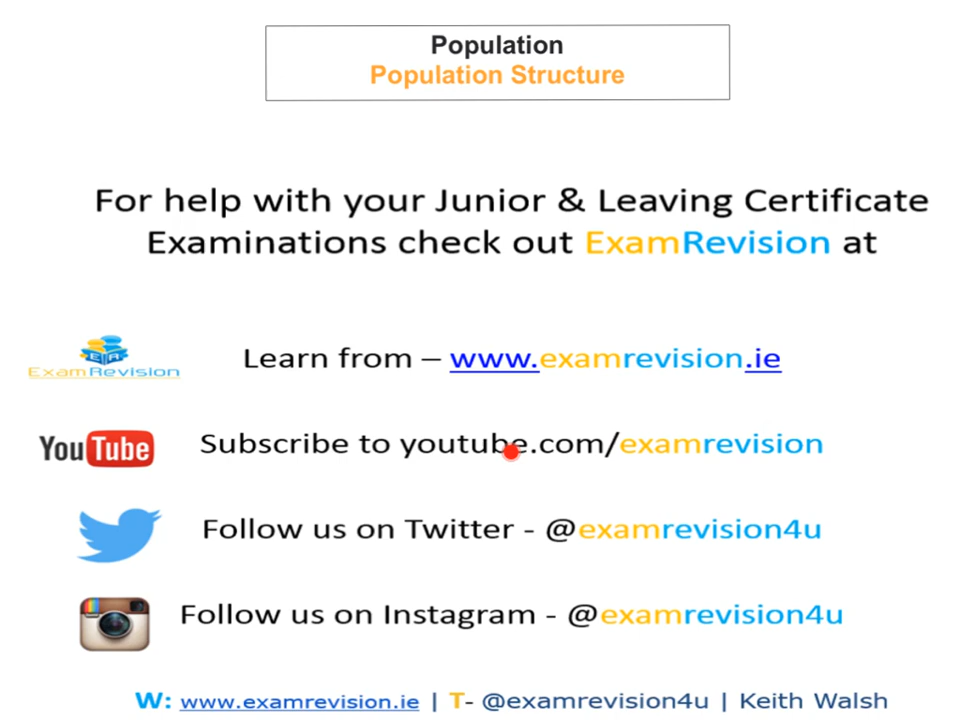 Population
Population Structure
For help with your Junior & Leaving Certificate
Examinations check out ExamRevision at
E R
ExamRevision
Learn from – www.examrevision.ie
YouTube
Subscribe to youtube.com/examrevision
Follow us on Twitter - @examrevision4u
Follow us on Instagram - @examrevision4u
W: www.examrevision.ie | T- @examrevision4u | Keith Walsh